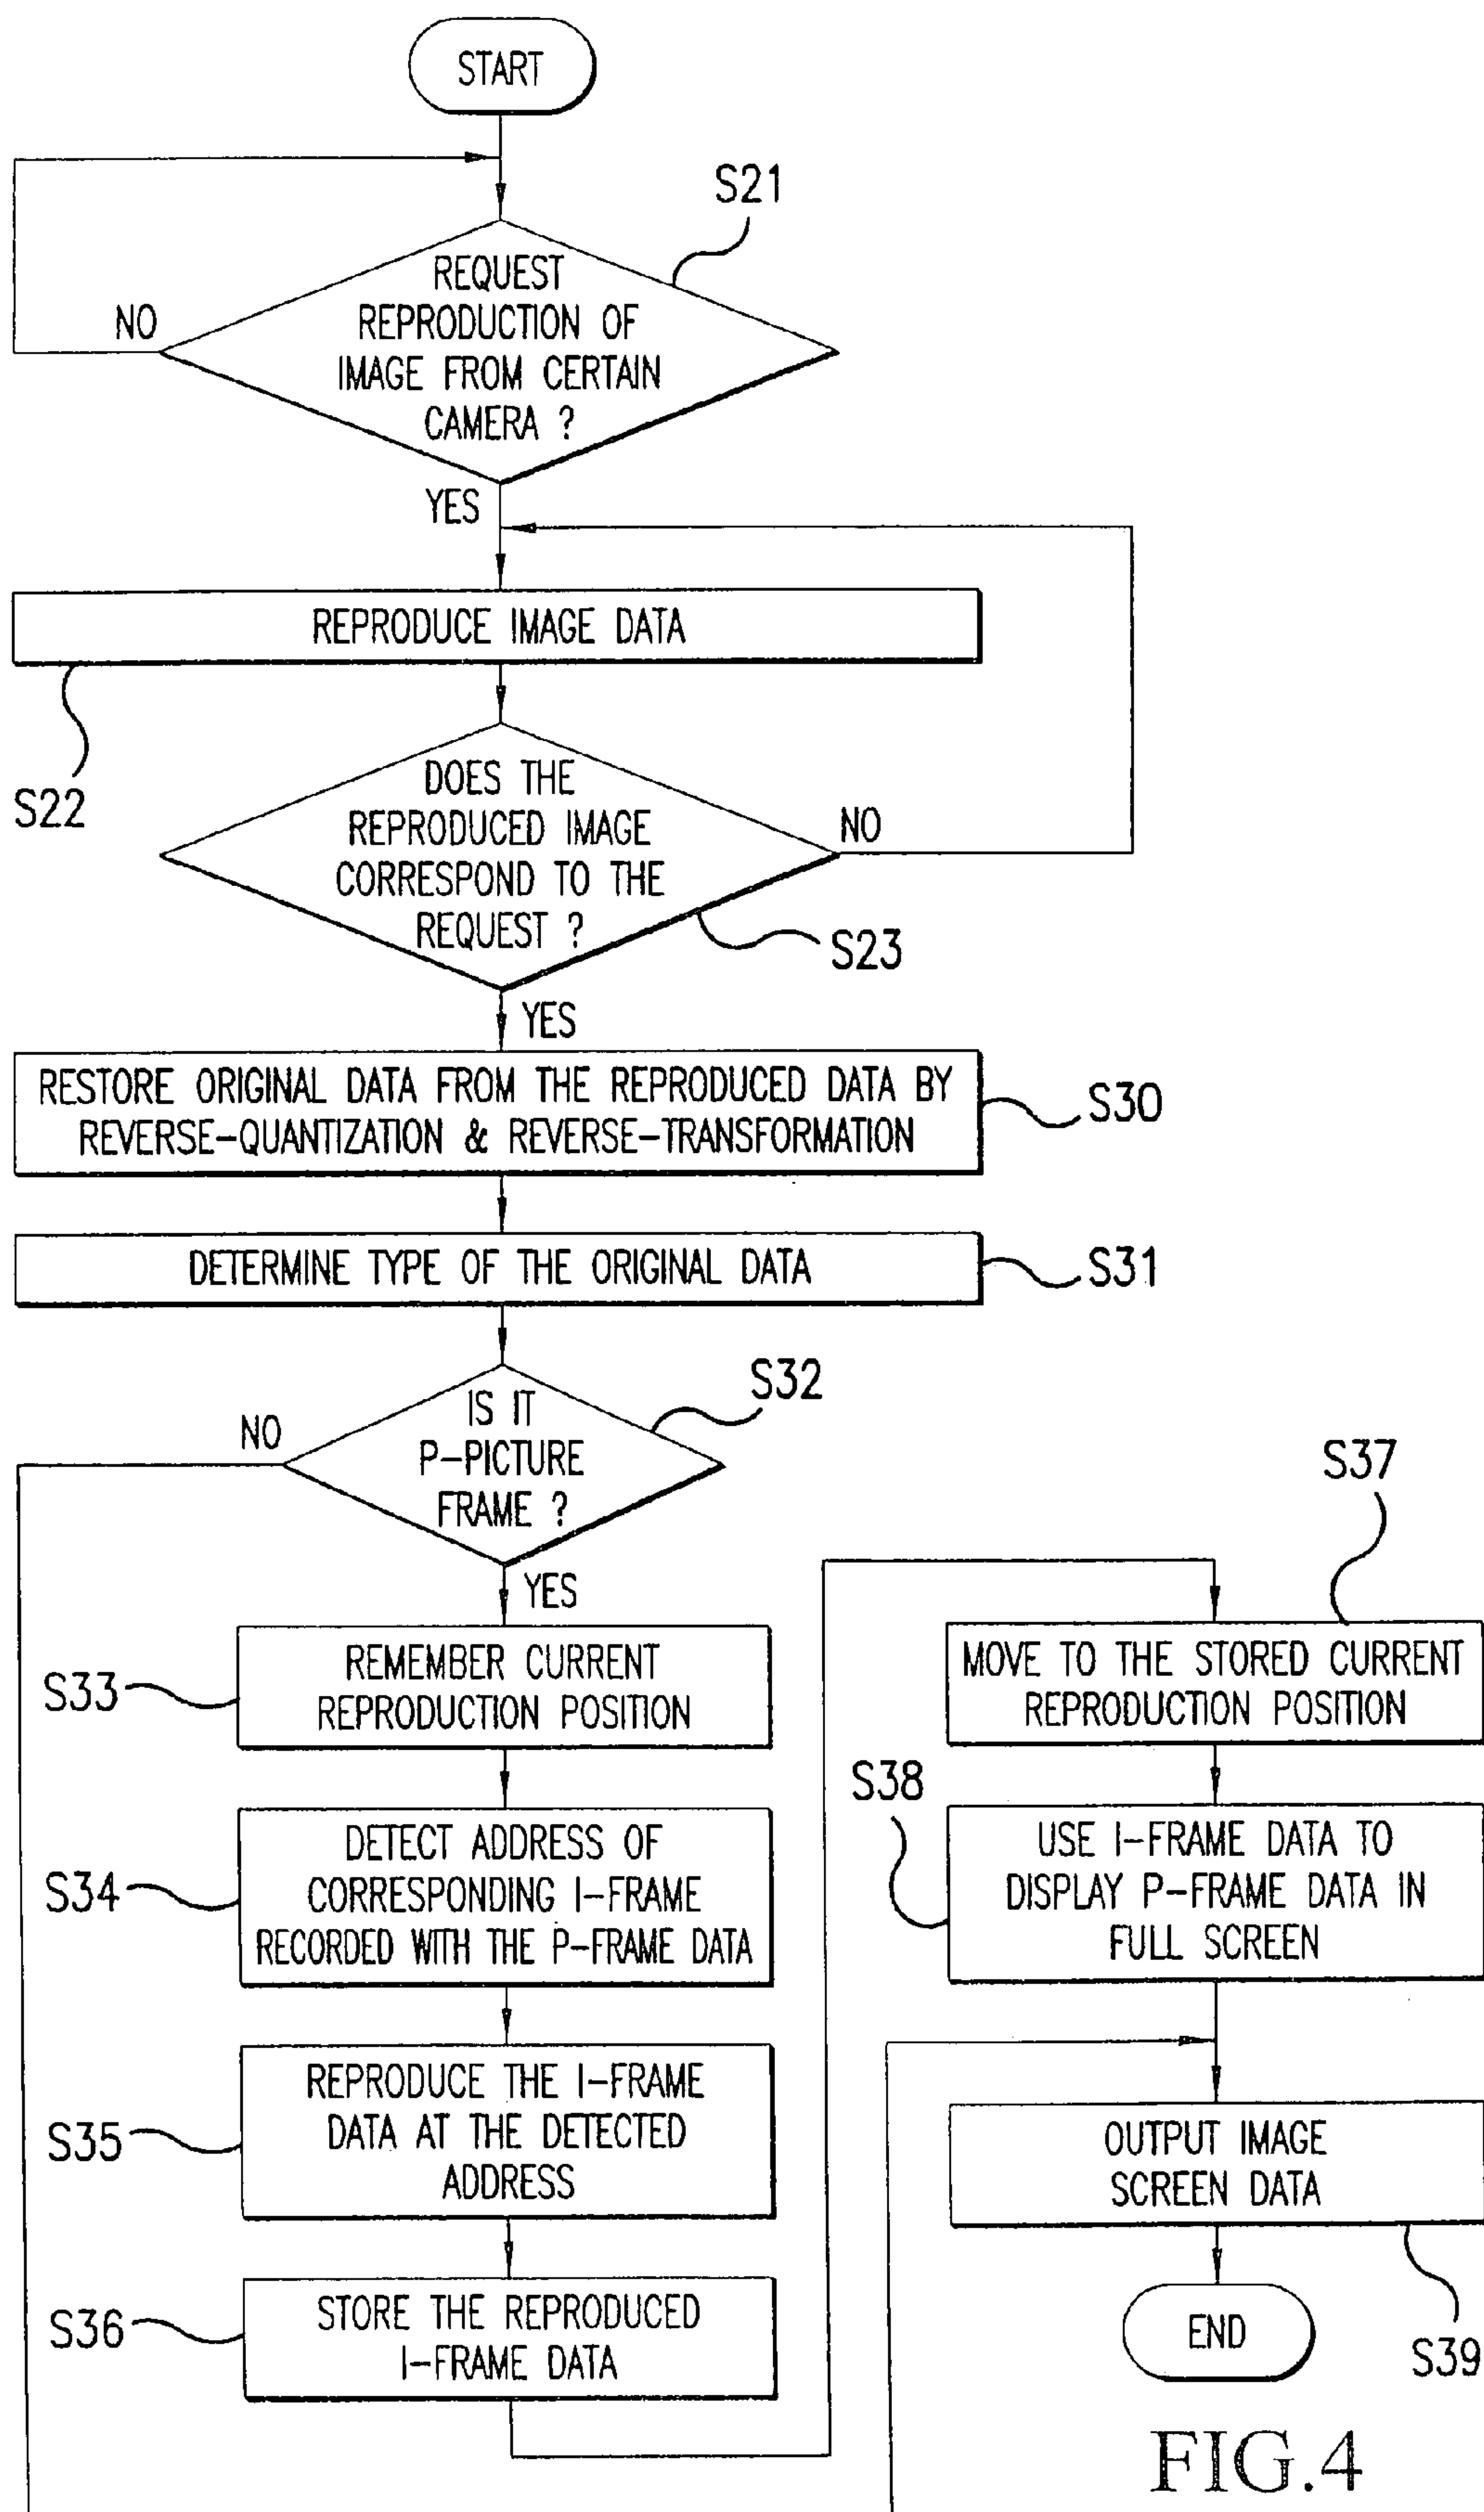 START
S21
REQUEST
REPRODUCTION OF
IMAGE FROM CERTAIN
CAMERA ?
NO
YES
REPRODUCE IMAGE DATA
S22
DOES THE
REPRODUCED IMAGE
CORRESPOND TO THE
REQUEST ?
NO
S23
YES
RESTORE ORIGINAL DATA FROM THE REPRODUCED DATA BY
REVERSE-QUANTIZATION & REVERSE-TRANSFORMATION
S30
DETERMINE TYPE OF THE ORIGINAL DATA
S31
S32
IS IT
P-PICTURE
FRAME ?
NO
YES
S33
REMEMBER CURRENT
REPRODUCTION POSITION
S34
DETECT ADDRESS OF
CORRESPONDING I-FRAME
RECORDED WITH THE P-FRAME DATA
S35
REPRODUCE THE I-FRAME
DATA AT THE DETECTED
ADDRESS
S36
STORE THE REPRODUCED
I-FRAME DATA
S37
MOVE TO THE STORED CURRENT
REPRODUCTION POSITION
S38
USE I-FRAME DATA TO
DISPLAY P-FRAME DATA IN
FULL SCREEN
OUTPUT IMAGE
SCREEN DATA
S39
END
FIG.4